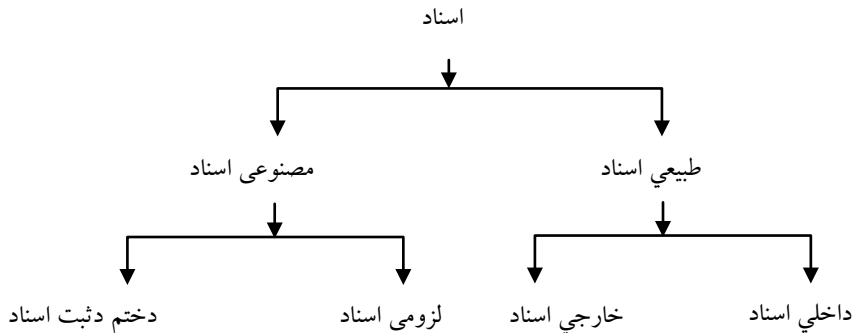 اسناد
طبيعي اسناد
مصنوعی اسناد
داخلي اسناد
خارجي اسناد
لزومی اسناد
دختم دثبت اسناد